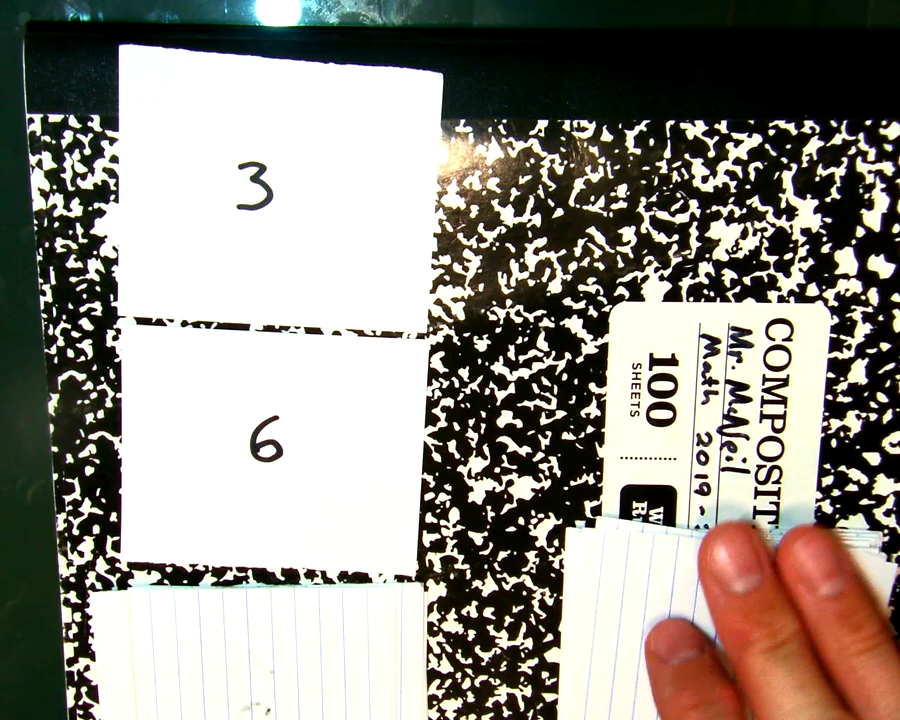 3
6
COMPOSIT
Mr. McNeil
Math 2019-
100
SHEETS